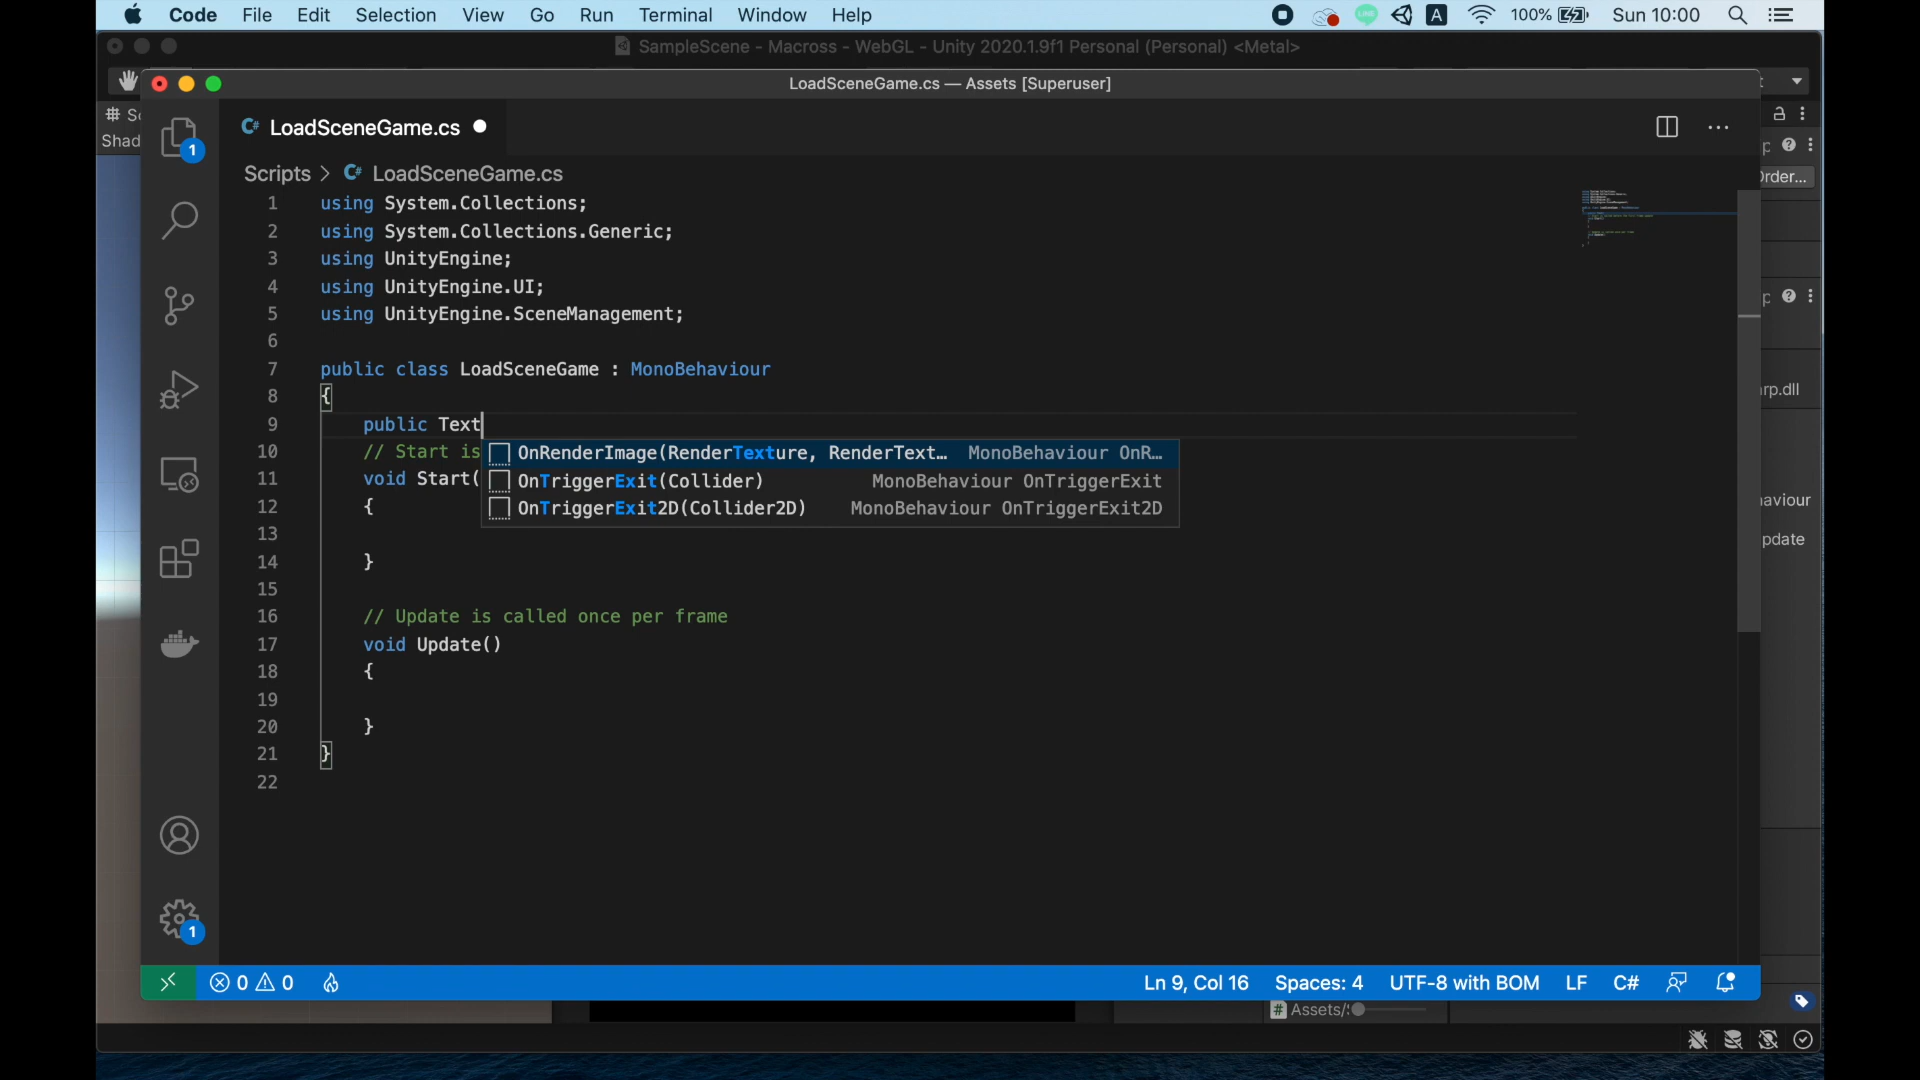 Code File Edit Selection View Go Run Terminal Window Help LINE A 100% Sun 10:00
SampleScene - Macross - WebGL - Unity 2020.1.9f1 Personal (Personal) <Metal>
LoadSceneGame.cs — Assets [Superuser]
Shad
C# LoadSceneGame.cs
Scripts > C# LoadSceneGame.cs
1 using System.Collections;
2 using System.Collections.Generic;
3 using UnityEngine;
4 using UnityEngine.UI;
5 using UnityEngine.SceneManagement;
6
7 public class LoadSceneGame : MonoBehaviour
8 {
9 public Text
10 // Start is
11 void Start(
12 {
13
14 }
15
16 // Update is called once per frame
17 void Update()
18 {
19
20 }
21 }
22
OnRenderImage(RenderTexture, RenderText… MonoBehaviour OnR…
OnTriggerExit(Collider) MonoBehaviour OnTriggerExit
OnTriggerExit2D(Collider2D) MonoBehaviour OnTriggerExit2D
1
1
rder...
rp.dll
aviour
pdate
0 0 Ln 9, Col 16 Spaces: 4 UTF-8 with BOM LF C#
# Assets/